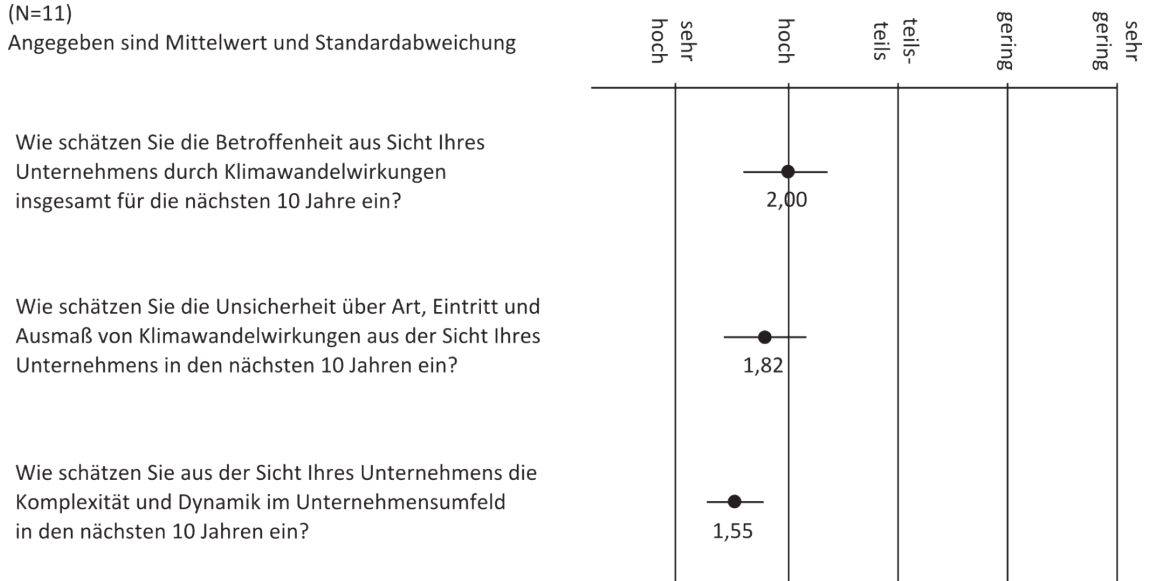 (N=11)
Angegeben sind Mittelwert und Standardabweichung
sehr
hoch
hoch
teils-
teils
gering
sehr
gering
Wie schätzen Sie die Betroffenheit aus Sicht Ihres
Unternehmens durch Klimawandelwirkungen
insgesamt für die nächsten 10 Jahre ein?
2,00
Wie schätzen Sie die Unsicherheit über Art, Eintritt und
Ausmaß von Klimawandelwirkungen aus der Sicht Ihres
Unternehmens in den nächsten 10 Jahren ein?
1,82
Wie schätzen Sie aus der Sicht Ihres Unternehmens die
Komplexität und Dynamik im Unternehmensumfeld
in den nächsten 10 Jahren ein?
1,55